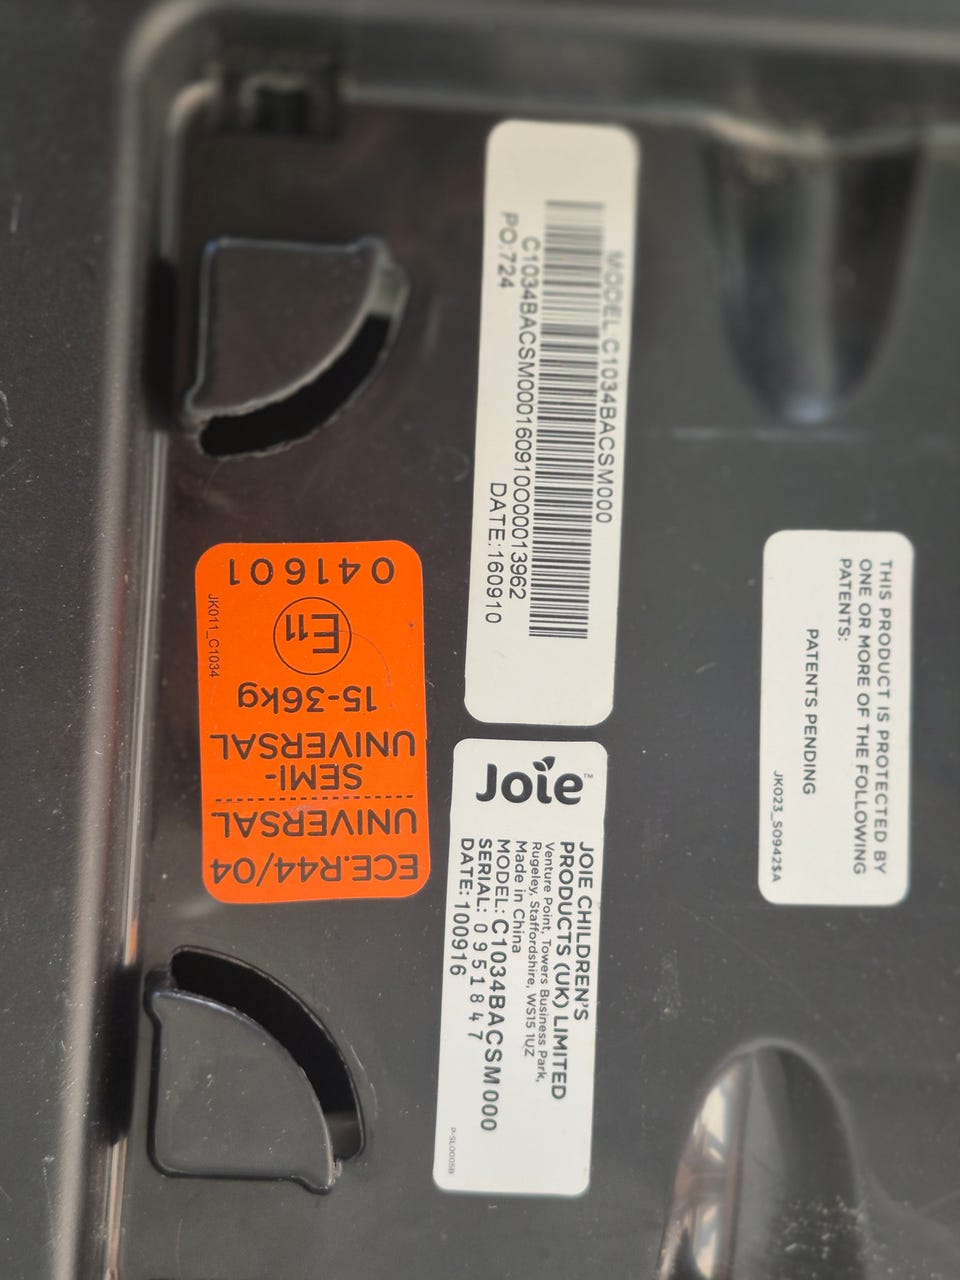 MODEL C1034BACSM000
C1034BACSM000160910000013962
PO:724 DATE:160910
THIS PRODUCT IS PROTECTED BY
ONE OR MORE OF THE FOLLOWING
PATENTS:
PATENTS PENDING
JK023_S0942$A
ECE.R44/04
UNIVERSAL
SEMI-
UNIVERSAL
15-36kg
E11
041601
JK011_C1034
Joie™
JOIE CHILDREN'S
PRODUCTS (UK) LIMITED
Venture Point, Towers Business Park,
Rugeley, Staffordshire, WS15 1UZ
Made in China
MODEL: C1034BACSM000
SERIAL: 0951847
DATE:100916
P-SL0005B